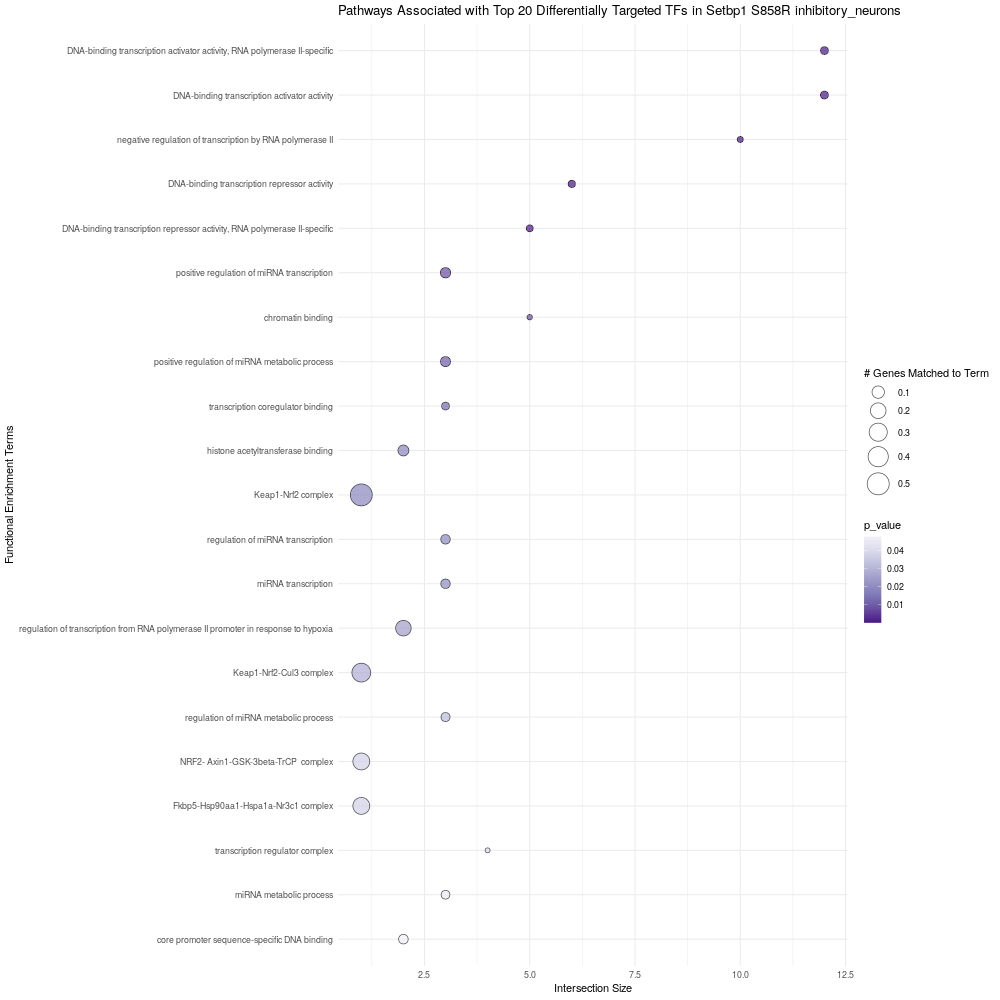 Pathways Associated with Top 20 Differentially Targeted TFs in Setbp1 S858R inhibitory_neurons
DNA-binding transcription activator activity, RNA polymerase II-specific
DNA-binding transcription activator activity
negative regulation of transcription by RNA polymerase II
DNA-binding transcription repressor activity
DNA-binding transcription repressor activity, RNA polymerase II-specific
positive regulation of miRNA transcription
chromatin binding
positive regulation of miRNA metabolic process
transcription coregulator binding
histone acetyltransferase binding
Keap1-Nrf2 complex
regulation of miRNA transcription
miRNA transcription
regulation of transcription from RNA polymerase II promoter in response to hypoxia
Keap1-Nrf2-Cul3 complex
regulation of miRNA metabolic process
NRF2- Axin1-GSK-3beta-TrCP complex
Fkbp5-Hsp90aa1-Hspa1a-Nr3c1 complex
transcription regulator complex
miRNA metabolic process
core promoter sequence-specific DNA binding
Functional Enrichment Terms
2.5 5.0 7.5 10.0 12.5
Intersection Size
# Genes Matched to Term
0.1
0.2
0.3
0.4
0.5
p_value
0.04
0.03
0.02
0.01